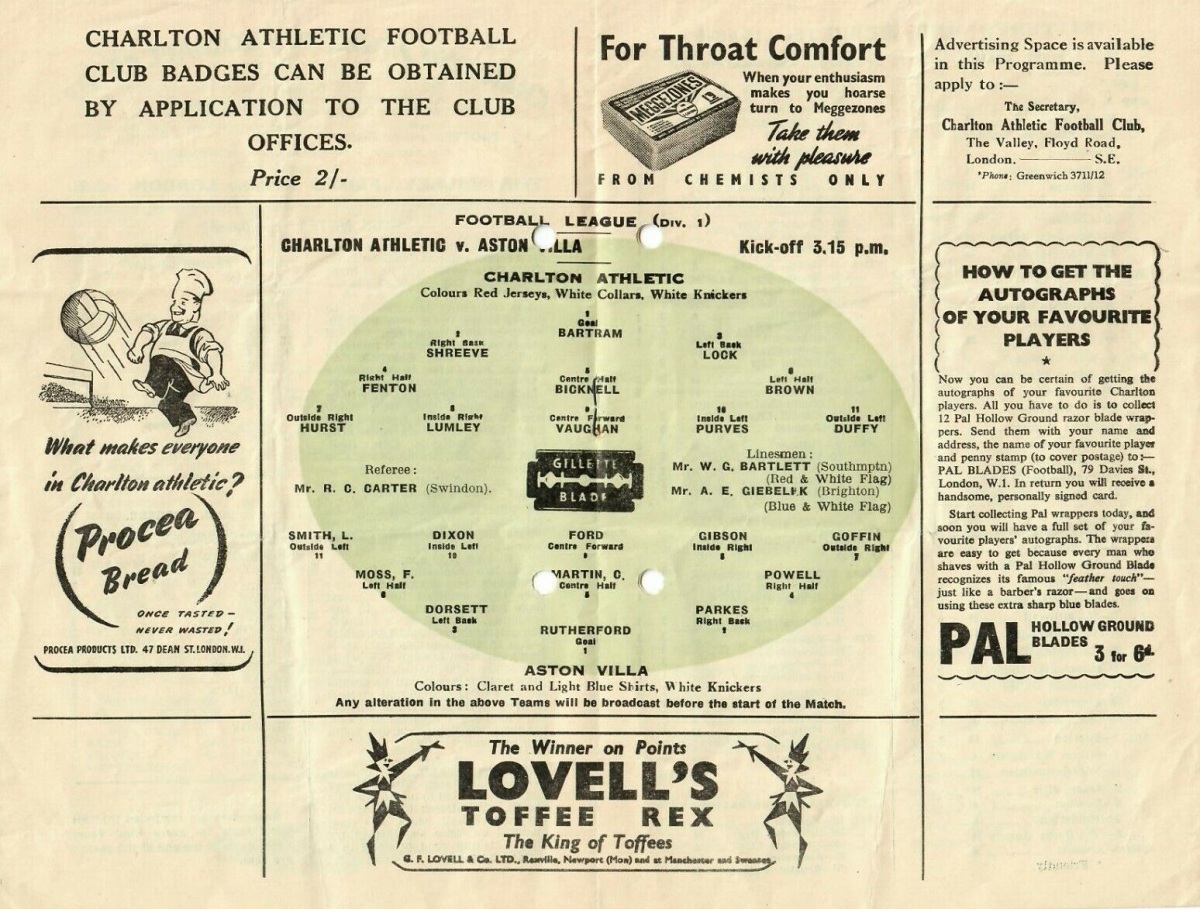 CHARLTON ATHLETIC FOOTBALL
CLUB BADGES CAN BE OBTAINED
BY APPLICATION TO THE CLUB
OFFICES.
Price 2/-
For Throat Comfort
MEGGEZONES
When your enthusiasm
makes you hoarse
turn to Meggezones
Take them
with pleasure
FROM CHEMISTS ONLY
Advertising Space is available
in this Programme. Please
apply to :—
The Secretary,
Charlton Athletic Football Club,
The Valley, Floyd Road,
London. ——— S.E.
'Phone: Greenwich 3711/12
What makes everyone
in Charlton athletic?
Procea
Bread
ONCE TASTED –
NEVER WASTED!
PROCEA PRODUCTS LTD. 47 DEAN ST. LONDON. W.1.
FOOTBALL LEAGUE (DIV. 1)
CHARLTON ATHLETIC v. ASTON VILLA Kick-off 3.15 p.m.
CHARLTON ATHLETIC
Colours Red Jerseys, White Collars, White Knickers
1
Goal
BARTRAM
2
Right Back
SHREEVE
3
Left Back
LOCK
4
Right Half
FENTON
5
Centre Half
BICKNELL
6
Left Half
BROWN
7
Outside Right
HURST
8
Inside Right
LUMLEY
9
Centre Forward
VAUGHAN
10
Inside Left
PURVES
11
Outside Left
DUFFY
Referee :
Mr. R. C. CARTER (Swindon).
GILLETTE
BLADE
Linesmen :
Mr. W. G. BARTLETT (Southmptn)
(Red & White Flag)
Mr. A. E. GIEBELEK (Brighton)
(Blue & White Flag)
SMITH, L.
Outside Left
11
DIXON
Inside Left
10
FORD
Centre Forward
9
GIBSON
Inside Right
8
GOFFIN
Outside Right
7
MOSS, F.
Left Half
6
MARTIN, C.
Centre Half
5
POWELL
Right Half
4
DORSETT
Left Back
3
PARKES
Right Back
RUTHERFORD
Goal
1
ASTON VILLA
Colours: Claret and Light Blue Shirts, White Knickers
Any alteration in the above Teams will be broadcast before the start of the Match.
HOW TO GET THE
AUTOGRAPHS
OF YOUR FAVOURITE
PLAYERS
Now you can be certain of getting the
autographs of your favourite Charlton
players. All you have to do is to collect
12 Pal Hollow Ground razor blade wrap-
pers. Send them with your name and
address, the name of your favourite player
and penny stamp (to cover postage) to :—
PAL BLADES (Football), 79 Davies St.,
London, W.1. In return you will receive a
handsome, personally signed card.
Start collecting Pal wrappers today, and
soon you will have a full set of your fa-
vourite players' autographs. The wrappers
are easy to get because every man who
shaves with a Pal Hollow Ground Blade
recognizes its famous "feather touch"—
just like a barber's razor—and goes on
using these extra sharp blue blades.
PAL HOLLOW GROUND
BLADES
3 for 6d.
The Winner on Points
LOVELL'S
TOFFEE REX
The King of Toffees
G. F. LOVELL & Co. LTD., Rexville, Newport (Mon) and at Manchester and Swansea